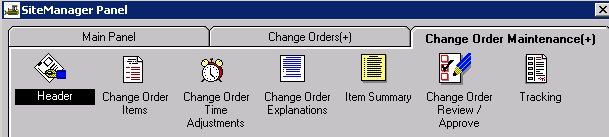 SiteManager Panel
Main Panel
Change Orders(+)
Change Order Maintenance(+)
Header
Change Order
Items
Change Order
Time
Adjustments
Change Order
Explanations
Item Summary
Change Order
Review /
Approve
Tracking